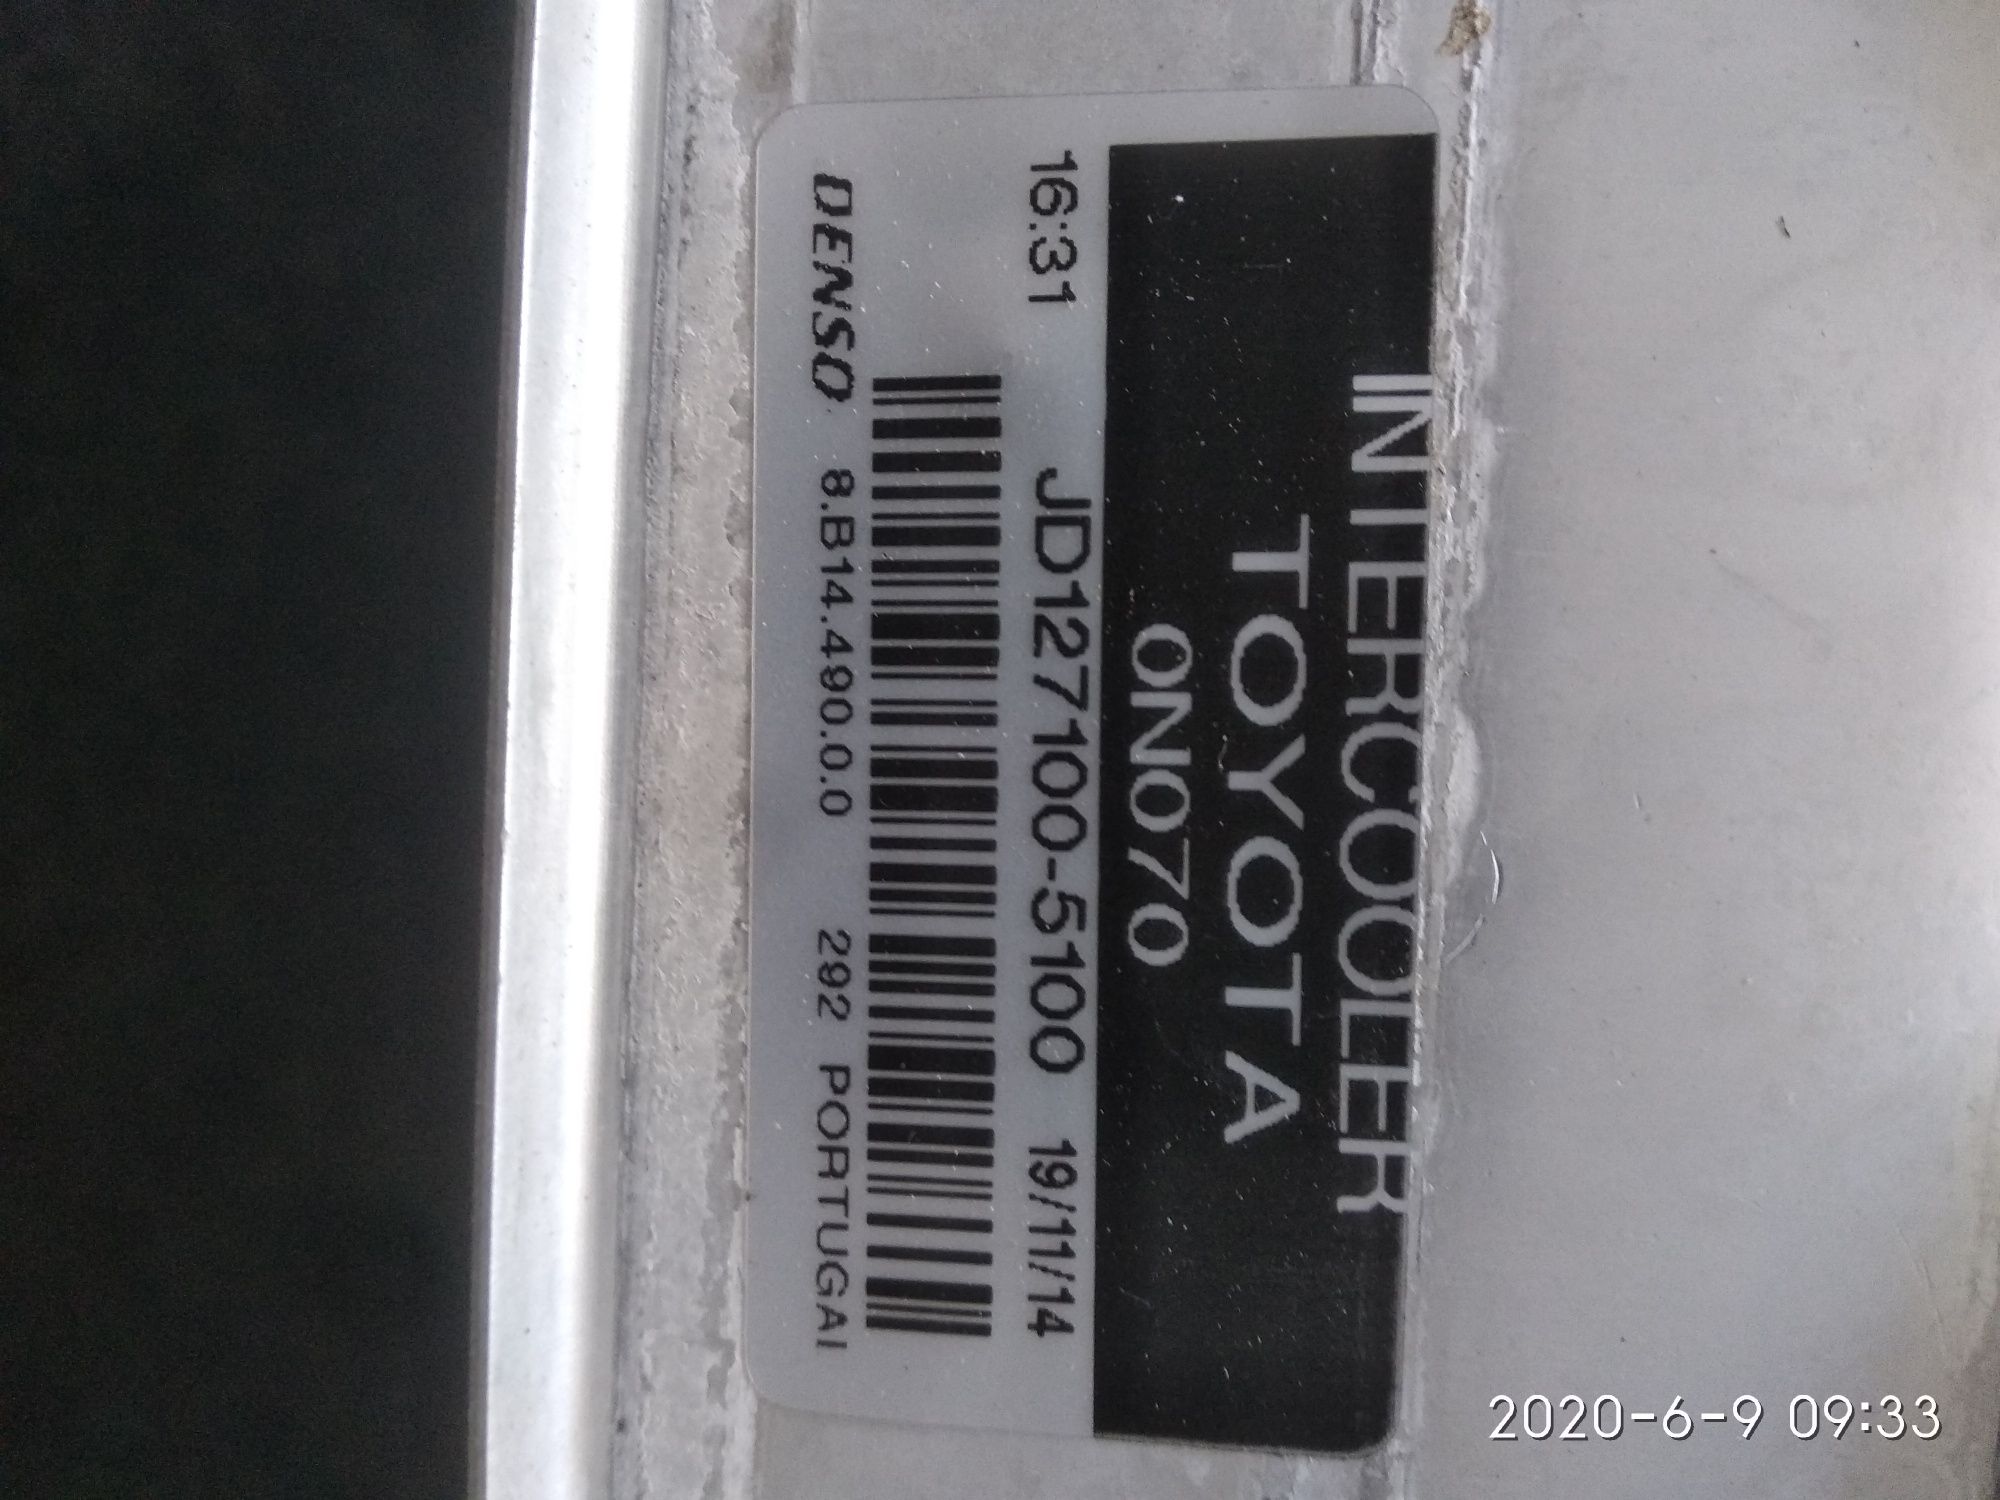 INTERCOOLER
TOYOTA
0N070
16:31 JD127100-5100 19/11/14
DENSO 8.B14.490.0.0 292 PORTUGAL
2020-6-9 09:33